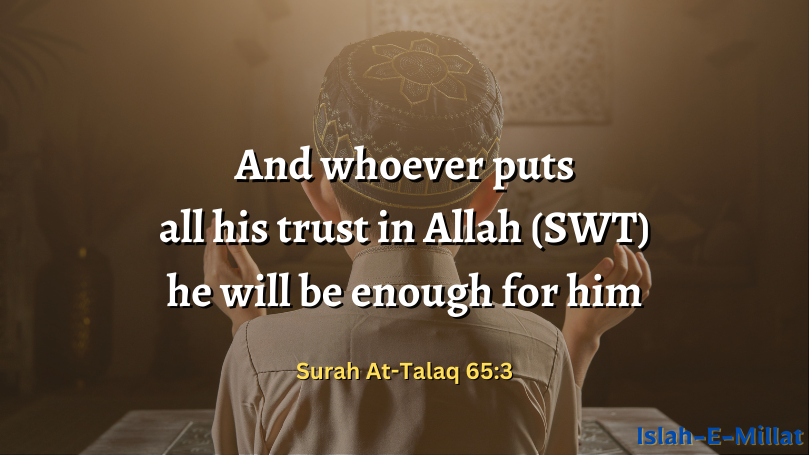 And whoever puts
all his trust in Allah (SWT)
he will be enough for him
Surah At-Talaq 65:3
Islah-E-Millat